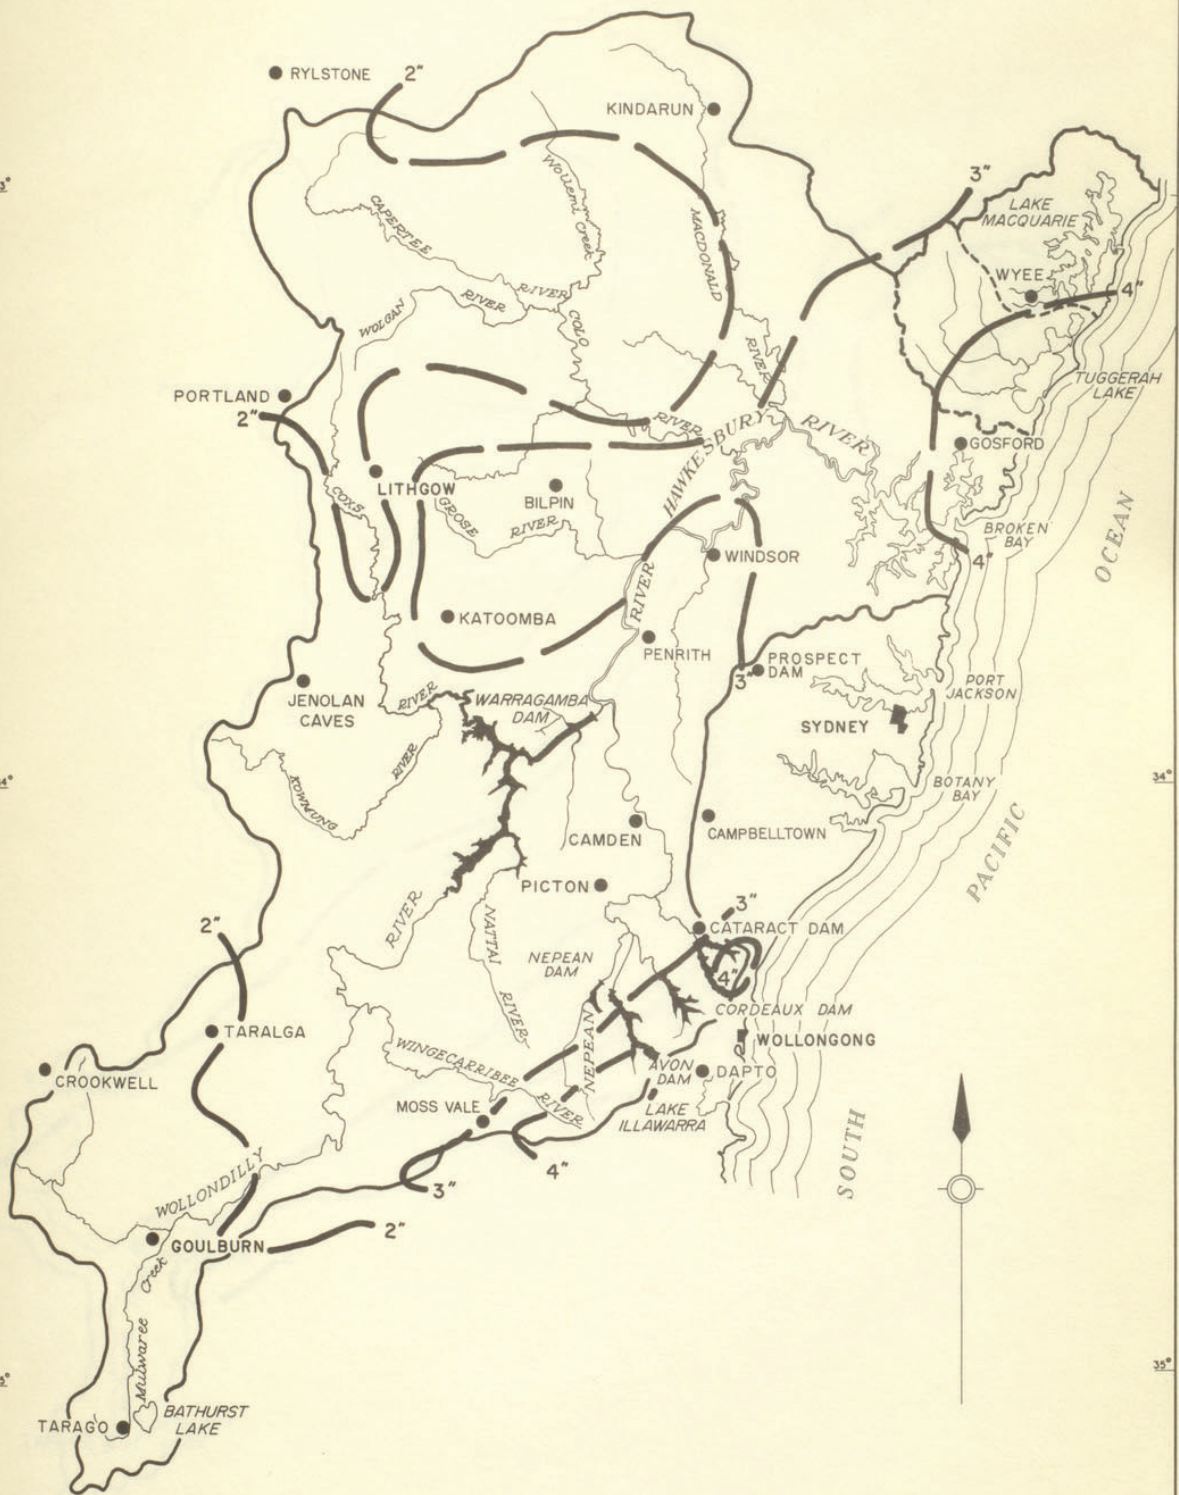 RYLSTONE
2"
KINDARUN
3°
3"
LAKE
MACQUARIE
CAPERTEE
Wollemi Creek
MACDONALD
WYEE
4"
RIVER
RIVER
WOLGAN
COLO
RIVER
TUGGERAH
LAKE
PORTLAND
2"
RIVER
HAWKESBURY
RIVER
GOSFORD
LITHGOW
COXS
BILPIN
GROSE
RIVER
BROKEN
BAY
4"
OCEAN
WINDSOR
RIVER
KATOOMBA
PENRITH
PROSPECT
DAM
3"
JENOLAN
CAVES
RIVER
WARRAGAMBA
DAM
PORT
JACKSON
SYDNEY
KOWMUNG
RIVER
4°
34°
BOTANY
BAY
CAMDEN
CAMPBELLTOWN
PACIFIC
PICTON
2"
RIVER
NATTAI
RIVER
3"
CATARACT DAM
NEPEAN
DAM
4"
CORDEAUX DAM
TARALGA
NEPEAN
WOLLONGONG
WINGECARRIBEE
RIVER
AVON
DAM
DAPTO
CROOKWELL
MOSS VALE
LAKE
ILLAWARRA
SOUTH
4"
3"
WOLLONDILLY
2"
GOULBURN
Mulwaree Creek
5°
35°
TARAGO
BATHURST
LAKE